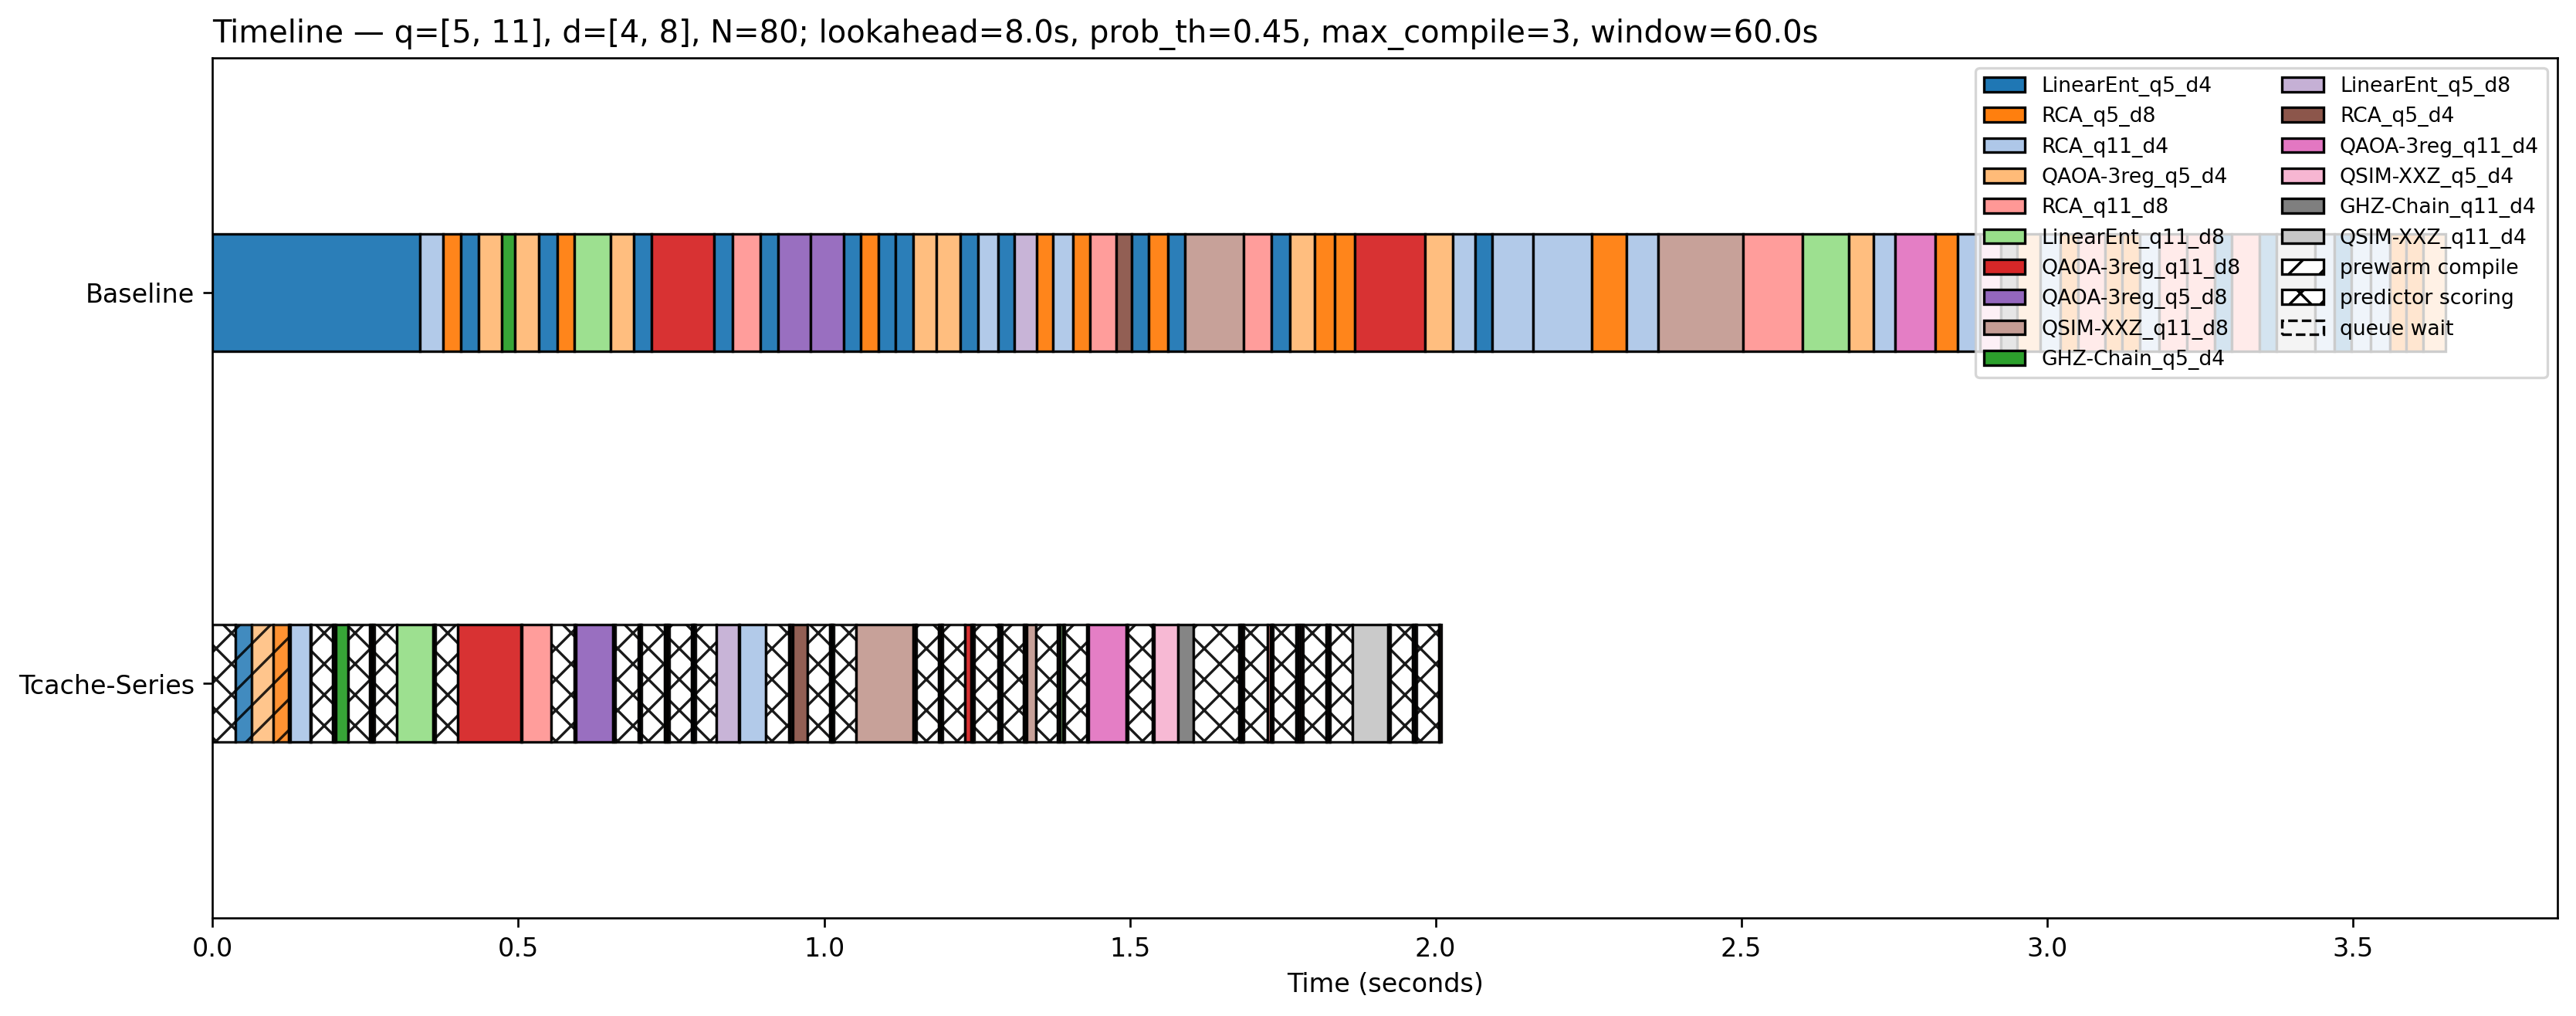 Timeline — q=[5, 11], d=[4, 8], N=80; lookahead=8.0s, prob_th=0.45, max_compile=3, window=60.0s
LinearEnt_q5_d4
RCA_q5_d8
RCA_q11_d4
QAOA-3reg_q5_d4
RCA_q11_d8
LinearEnt_q11_d8
QAOA-3reg_q11_d8
QAOA-3reg_q5_d8
QSIM-XXZ_q11_d8
GHZ-Chain_q5_d4
LinearEnt_q5_d8
RCA_q5_d4
QAOA-3reg_q11_d4
QSIM-XXZ_q5_d4
GHZ-Chain_q11_d4
QSIM-XXZ_q11_d4
prewarm compile
predictor scoring
queue wait
Baseline
Tcache-Series
0.0 0.5 1.0 1.5 2.0 2.5 3.0 3.5
Time (seconds)